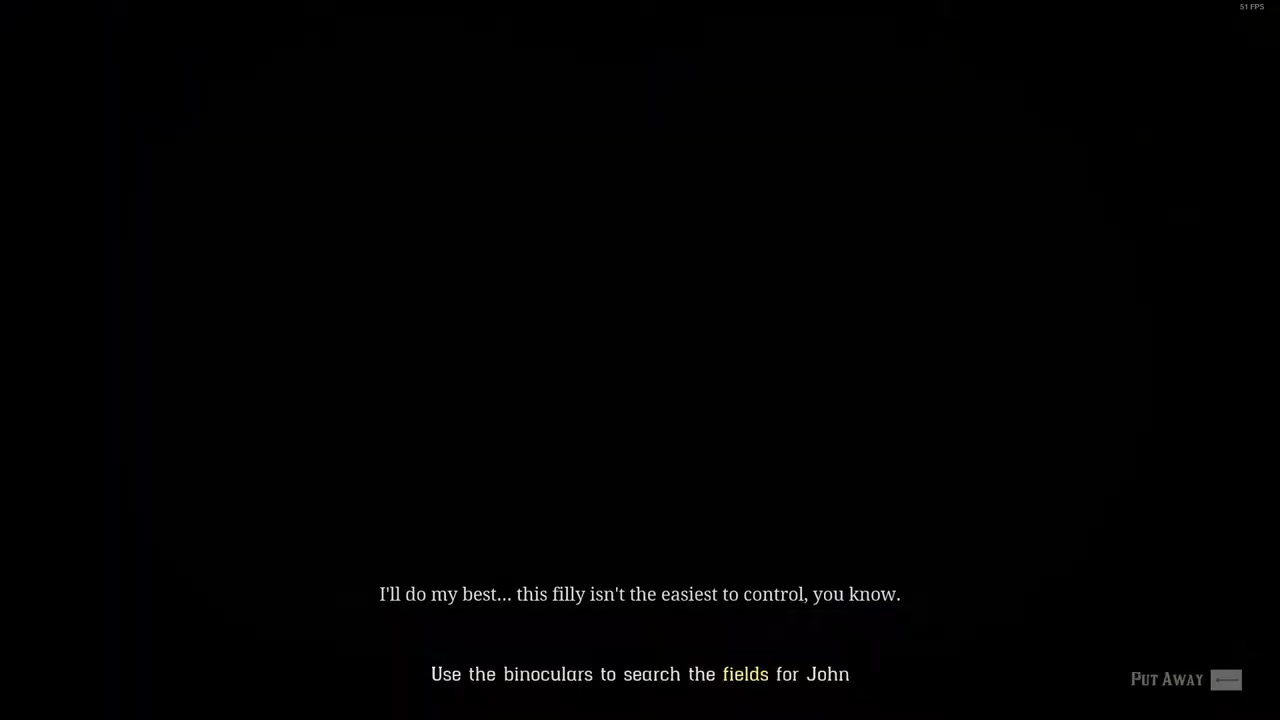 51 FPS
I'll do my best... this filly isn't the easiest to control, you know.
Use the binoculars to search the fields for John
Put Away